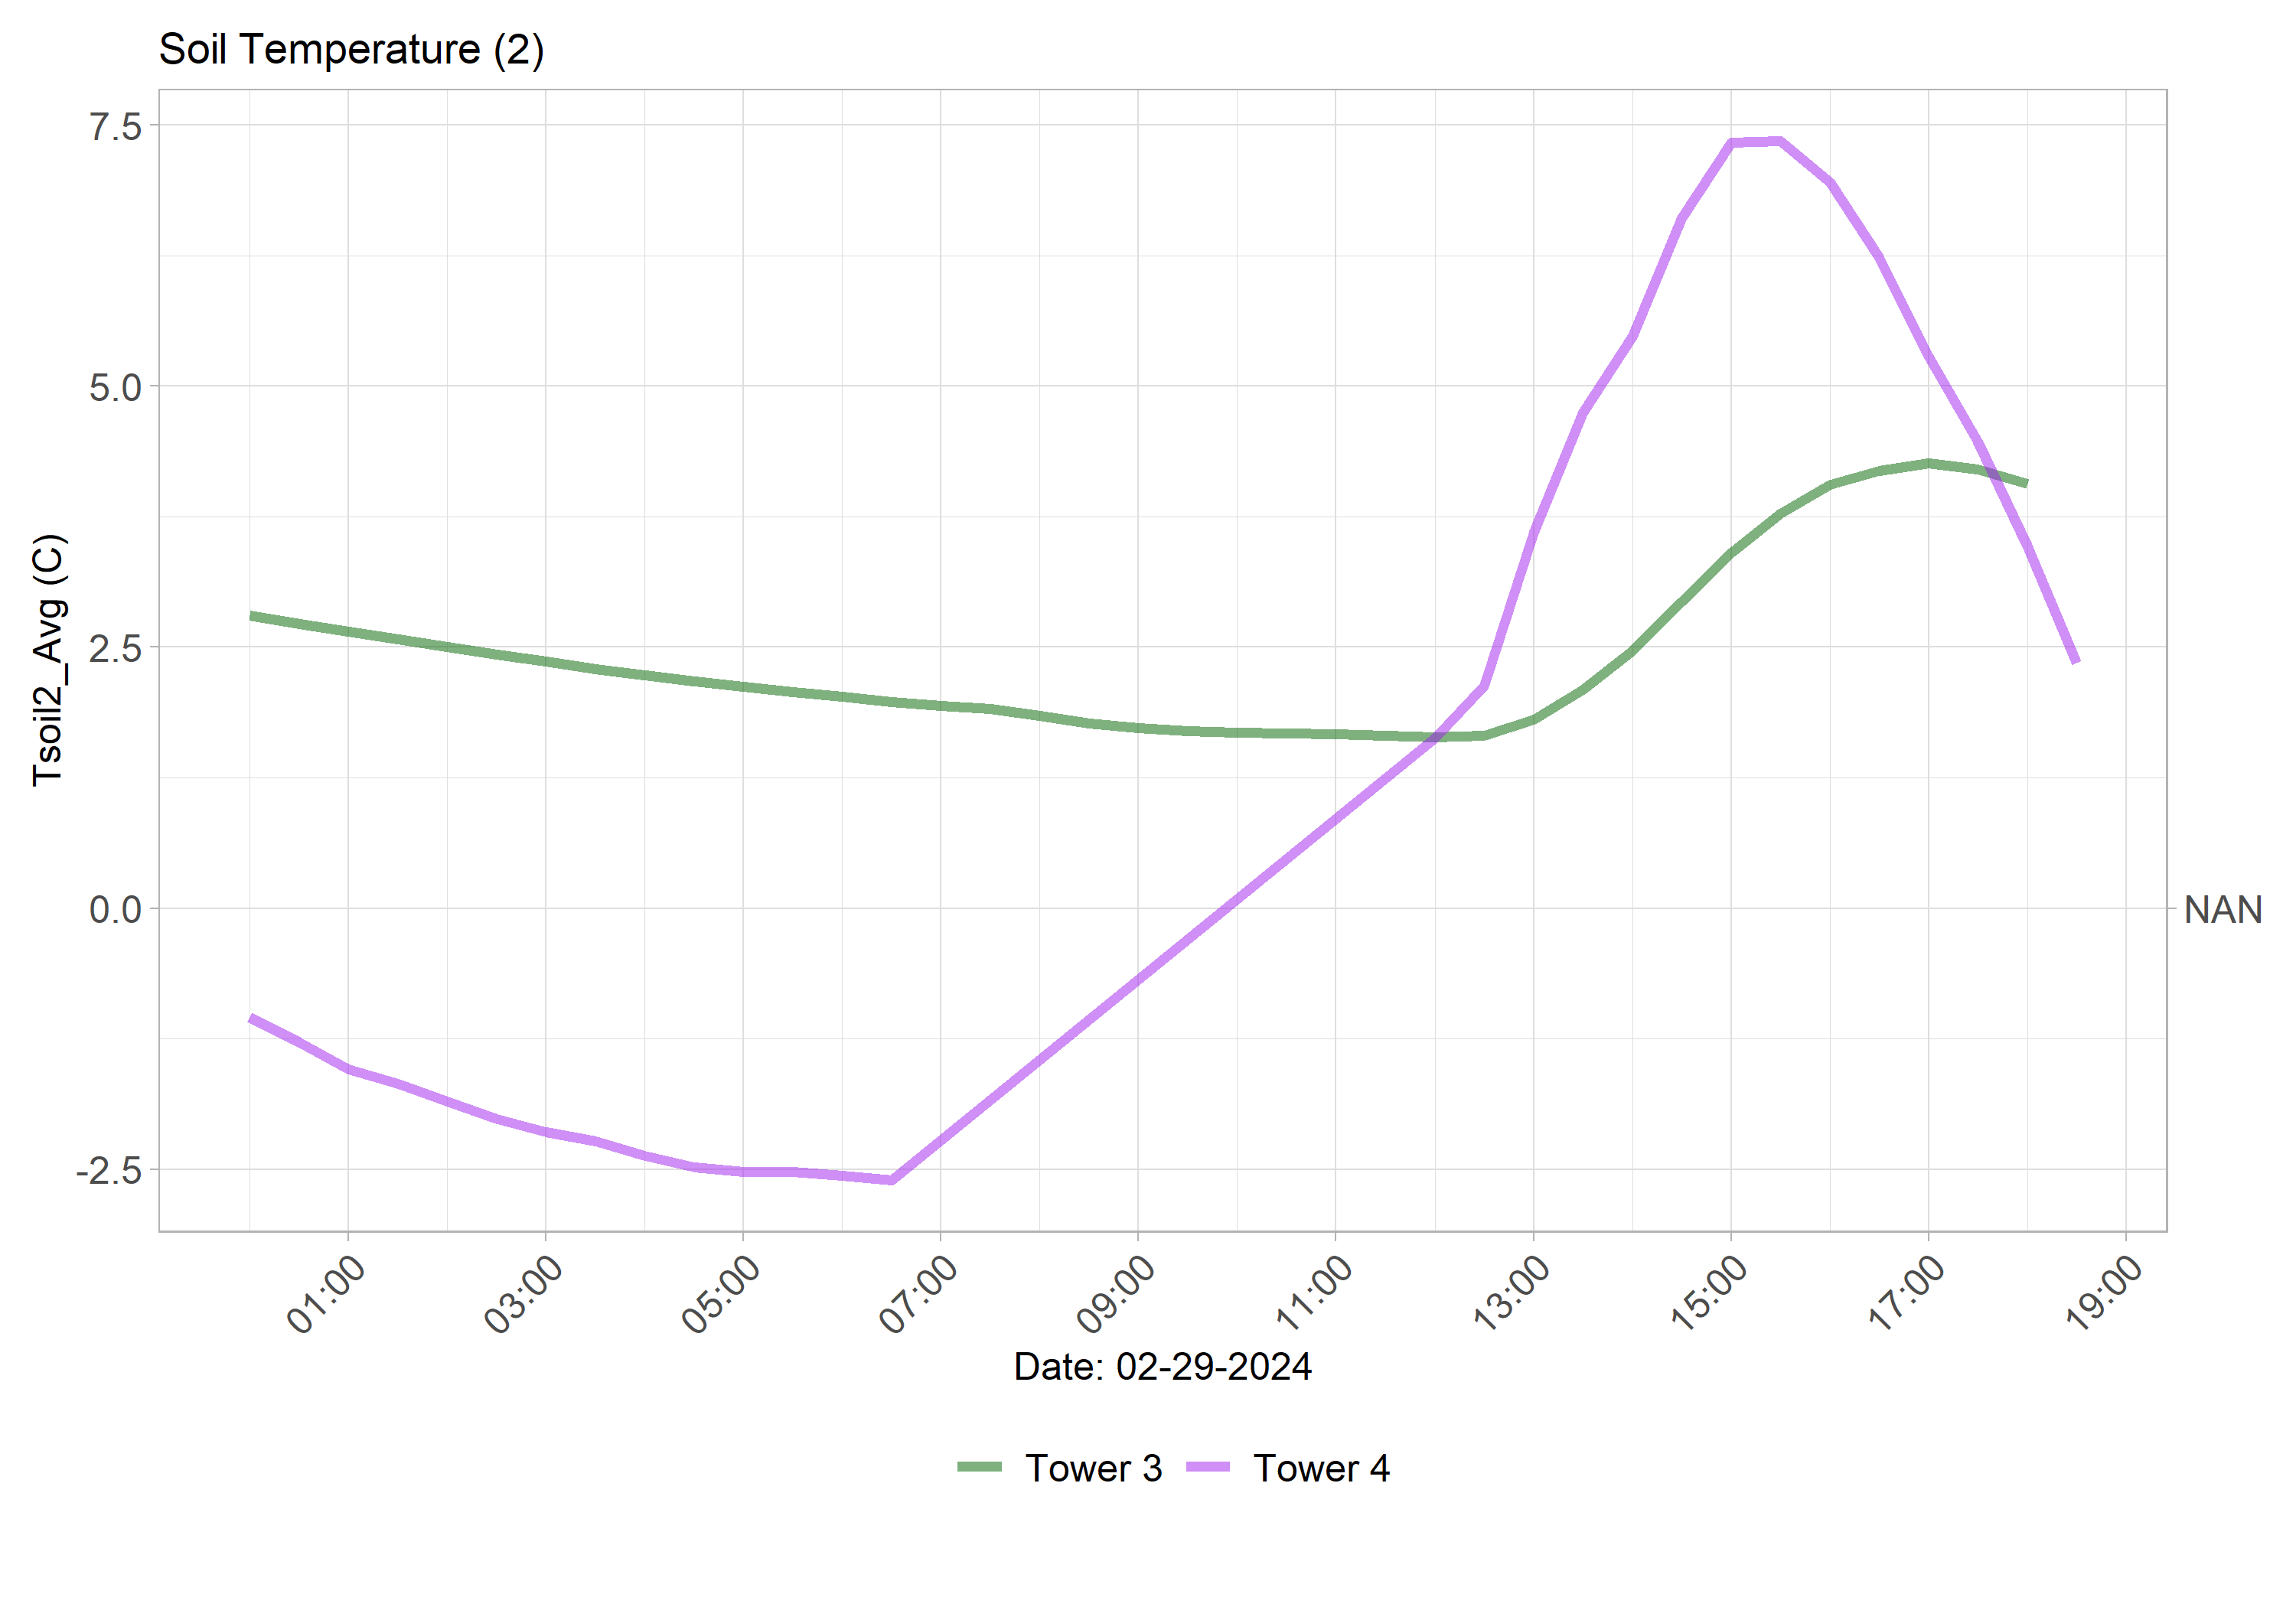 Soil Temperature (2)
Tsoil2_Avg (C)
7.5
5.0
2.5
0.0
-2.5
NAN
01:00 03:00 05:00 07:00 09:00 11:00 13:00 15:00 17:00 19:00
Date: 02-29-2024
Tower 3 Tower 4